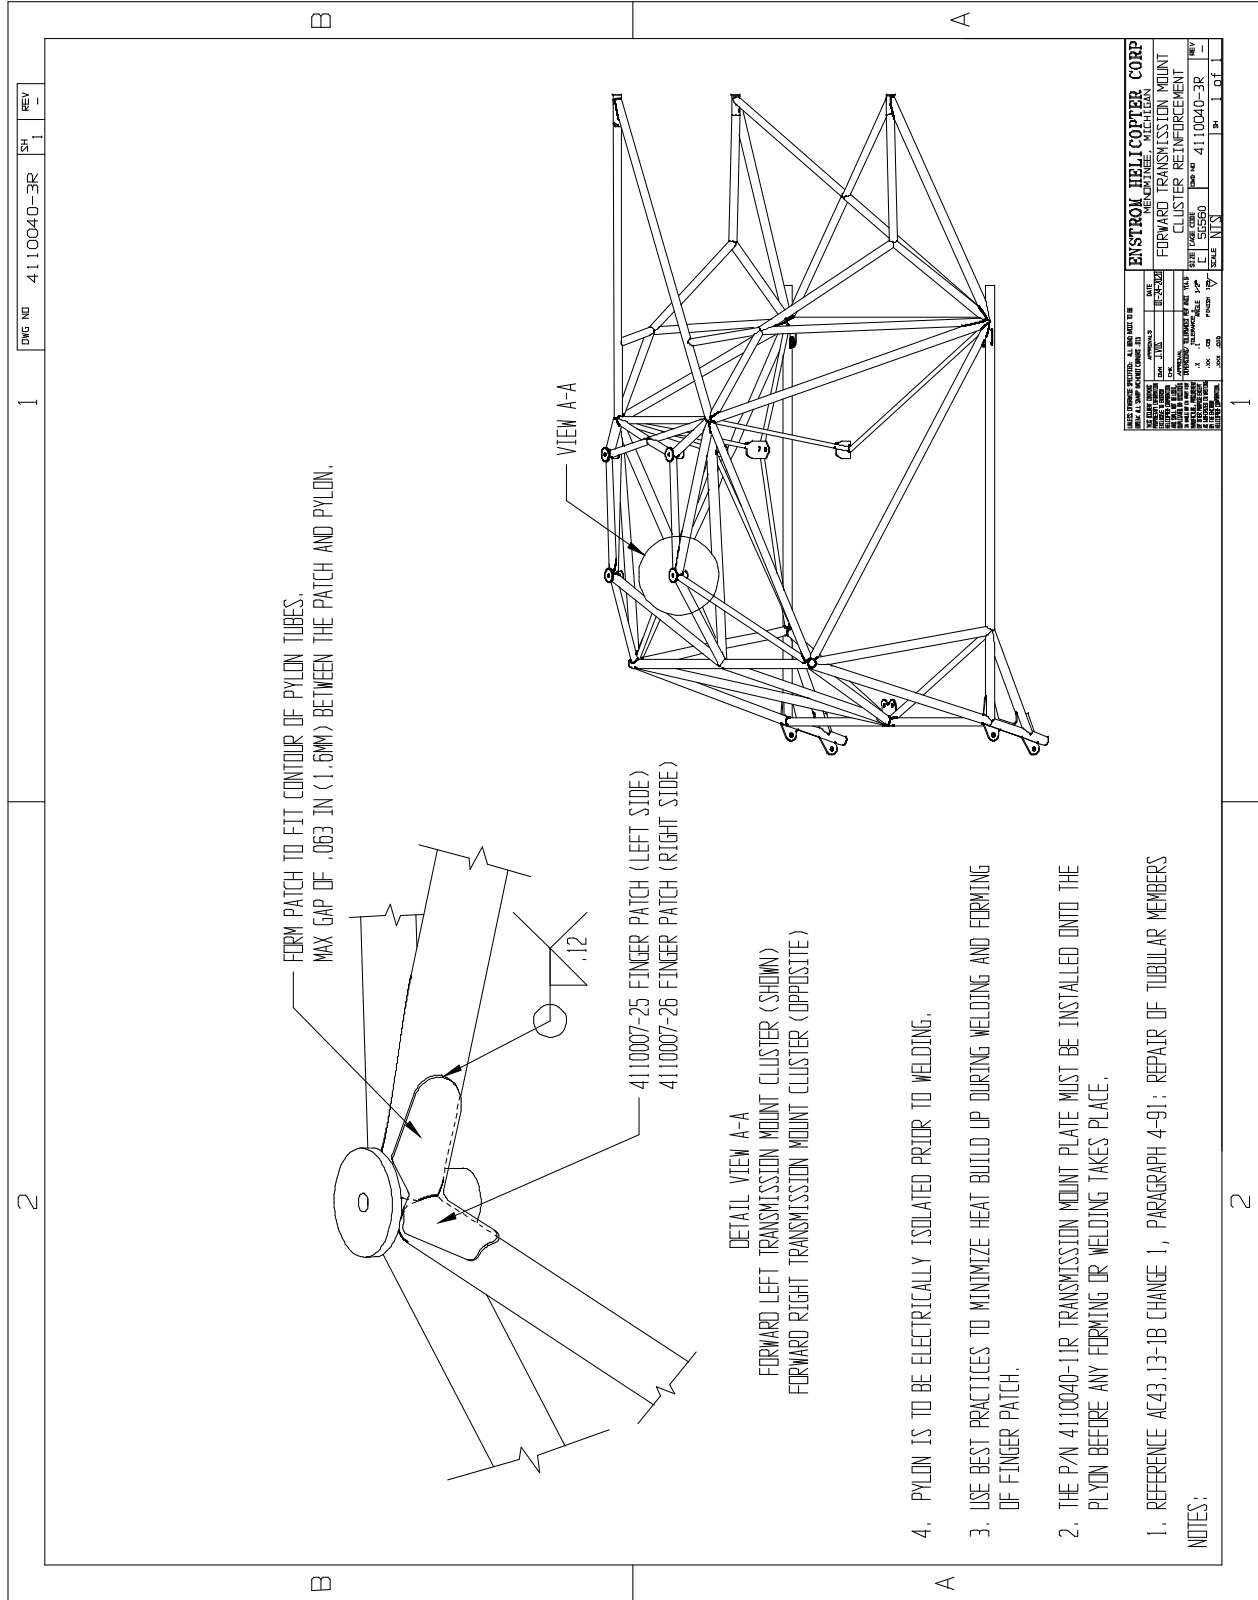 DWG NO 4110040-3R SH 1 REV -
2
1
B
B
A
A
2
1
FORM PATCH TO FIT CONTOUR OF PYLON TUBES.
MAX GAP OF .063 IN (1.6MM) BETWEEN THE PATCH AND PYLON.
.12
4110007-25 FINGER PATCH (LEFT SIDE)
4110007-26 FINGER PATCH (RIGHT SIDE)
VIEW A-A
DETAIL VIEW A-A
FORWARD LEFT TRANSMISSION MOUNT CLUSTER (SHOWN)
FORWARD RIGHT TRANSMISSION MOUNT CLUSTER (OPPOSITE)
4. PYLON IS TO BE ELECTRICALLY ISOLATED PRIOR TO WELDING.
3. USE BEST PRACTICES TO MINIMIZE HEAT BUILD UP DURING WELDING AND FORMING
OF FINGER PATCH.
2. THE P/N 4110040-11R TRANSMISSION MOUNT PLATE MUST BE INSTALLED ONTO THE
PLYON BEFORE ANY FORMING OR WELDING TAKES PLACE.
1. REFERENCE AC43.13-1B CHANGE 1, PARAGRAPH 4-91: REPAIR OF TUBULAR MEMBERS
NOTES:
APPROVALS DATE
ENSTROM HELICOPTER CORP
MENOMINEE, MICHIGAN
FORWARD TRANSMISSION MOUNT
CLUSTER REINFORCEMENT
SIZE C CAGE CODE 5G560 DWG NO 4110040-3R REV -
SCALE NTS SH 1 of 1